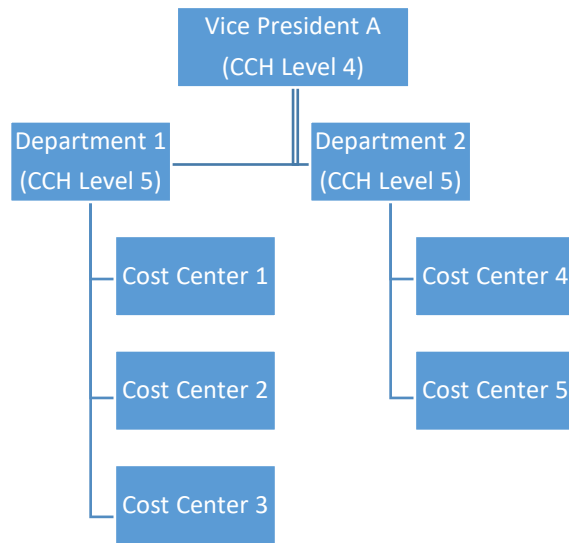 Vice President A
(CCH Level 4)
Department 1
(CCH Level 5)
Department 2
(CCH Level 5)
Cost Center 1
Cost Center 4
Cost Center 2
Cost Center 5
Cost Center 3